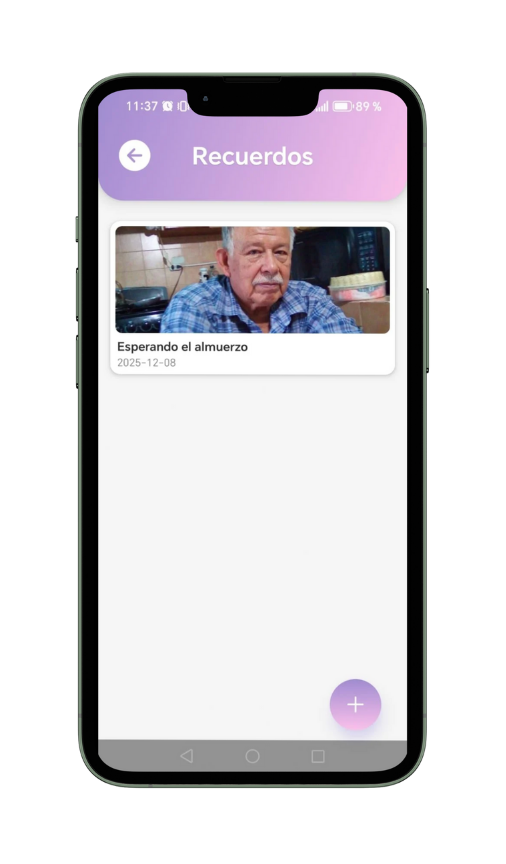 11:37
89 %
Recuerdos
Esperando el almuerzo
2025-12-08